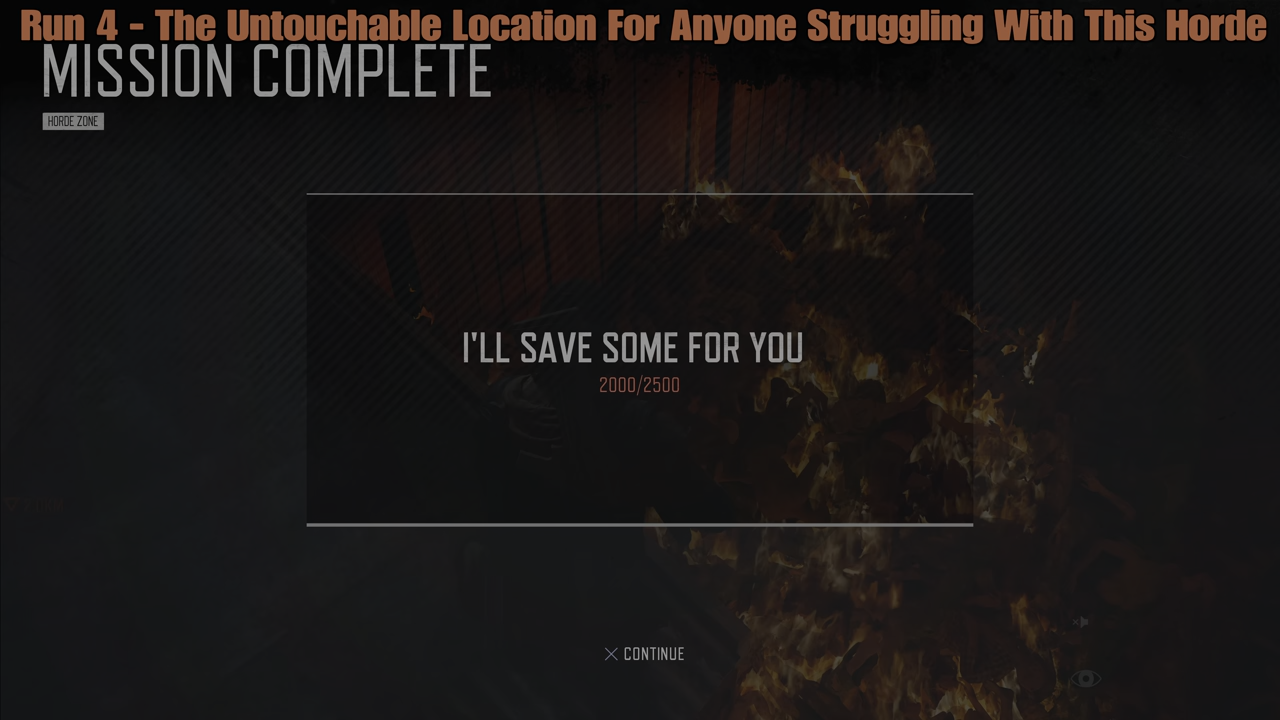 Run 4 - The Untouchable Location For Anyone Struggling With This Horde
MISSION COMPLETE
HORDE ZONE
I'LL SAVE SOME FOR YOU
2000/2500
CONTINUE